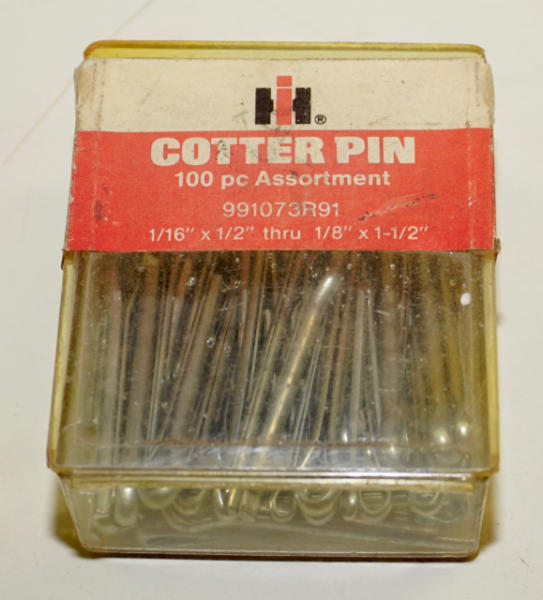 IH®
COTTER PIN
100 pc Assortment
991073R91
1/16" x 1/2" thru 1/8" x 1-1/2"